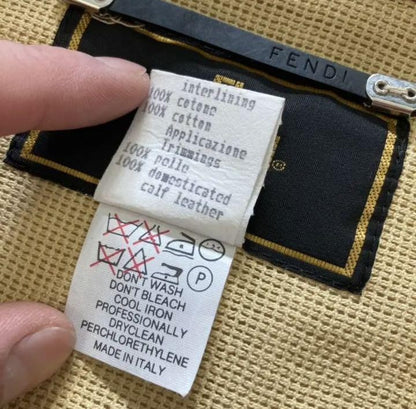 FENDI
interlining
100% cotone
100% cotton
Applicazione
Trimmings
100% Pelle
100% domesticated
calf leather
P
DON'T WASH
DON'T BLEACH
COOL IRON
PROFESSIONALLY
DRYCLEAN
PERCHLORETHYLENE
MADE IN ITALY